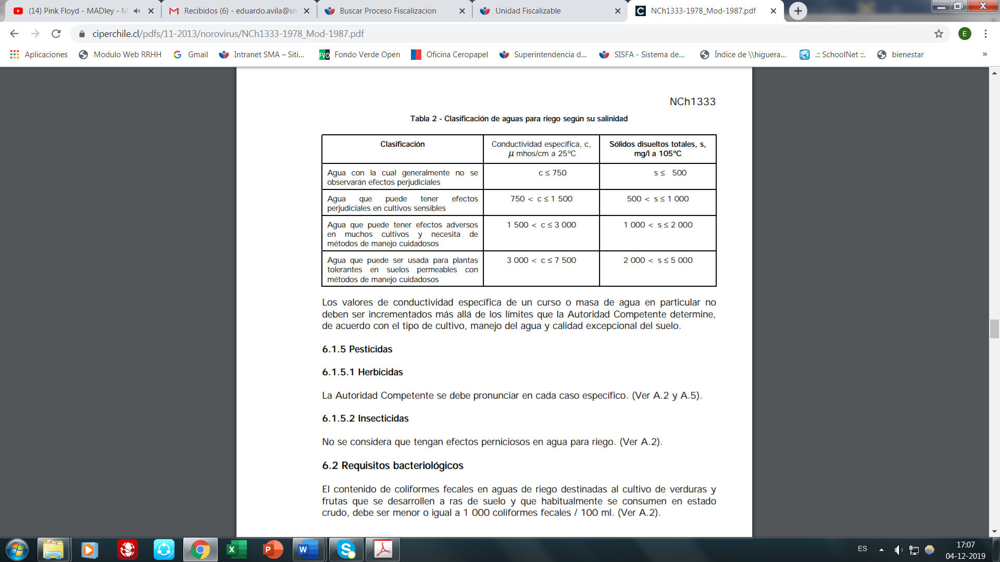 (14) Pink Floyd - MADley - M
Recibidos (6) - eduardo.avila@sm
Buscar Proceso Fiscalizacion
Unidad Fiscalizable
NCh1333-1978_Mod-1987.pdf
ciperchile.cl/pdfs/11-2013/norovirus/NCh1333-1978_Mod-1987.pdf
E
Aplicaciones
Modulo Web RRHH
Gmail
Intranet SMA – Siti...
FVO
Fondo Verde Open
Oficina Ceropapel
Superintendencia d...
SISFA - Sistema de...
Índice de \\higuera...
.:: SchoolNet ::.
bienestar
»
NCh1333
Tabla 2 - Clasificación de aguas para riego según su salinidad
Clasificación
Conductividad específica, c,
µ mhos/cm a 25°C
Sólidos disueltos totales, s,
mg/l a 105°C
Agua con la cual generalmente no se
observarán efectos perjudiciales
c ≤ 750
s ≤ 500
Agua que puede tener efectos
perjudiciales en cultivos sensibles
750 < c ≤ 1 500
500 < s ≤ 1 000
Agua que puede tener efectos adversos
en muchos cultivos y necesita de
métodos de manejo cuidadosos
1 500 < c ≤ 3 000
1 000 < s ≤ 2 000
Agua que puede ser usada para plantas
tolerantes en suelos permeables con
métodos de manejo cuidadosos
3 000 < c ≤ 7 500
2 000 < s ≤ 5 000
Los valores de conductividad específica de un curso o masa de agua en particular no
deben ser incrementados más allá de los límites que la Autoridad Competente determine,
de acuerdo con el tipo de cultivo, manejo del agua y calidad excepcional del suelo.
6.1.5 Pesticidas
6.1.5.1 Herbicidas
La Autoridad Competente se debe pronunciar en cada caso específico. (Ver A.2 y A.5).
6.1.5.2 Insecticidas
No se considera que tengan efectos perniciosos en agua para riego. (Ver A.2).
6.2 Requisitos bacteriológicos
El contenido de coliformes fecales en aguas de riego destinadas al cultivo de verduras y
frutas que se desarrollen a ras de suelo y que habitualmente se consumen en estado
crudo, debe ser menor o igual a 1 000 coliformes fecales / 100 ml. (Ver A.2).
ES
17:07
04-12-2019